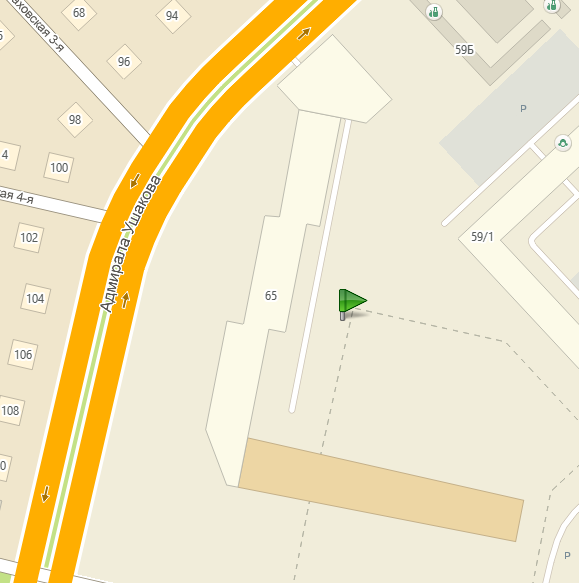 68
94
аховская 3-я
59Б
96
Р
98
4
100
ая 4-я
59/1
102
Адмирала Ушакова
65
104
106
108
0
Р